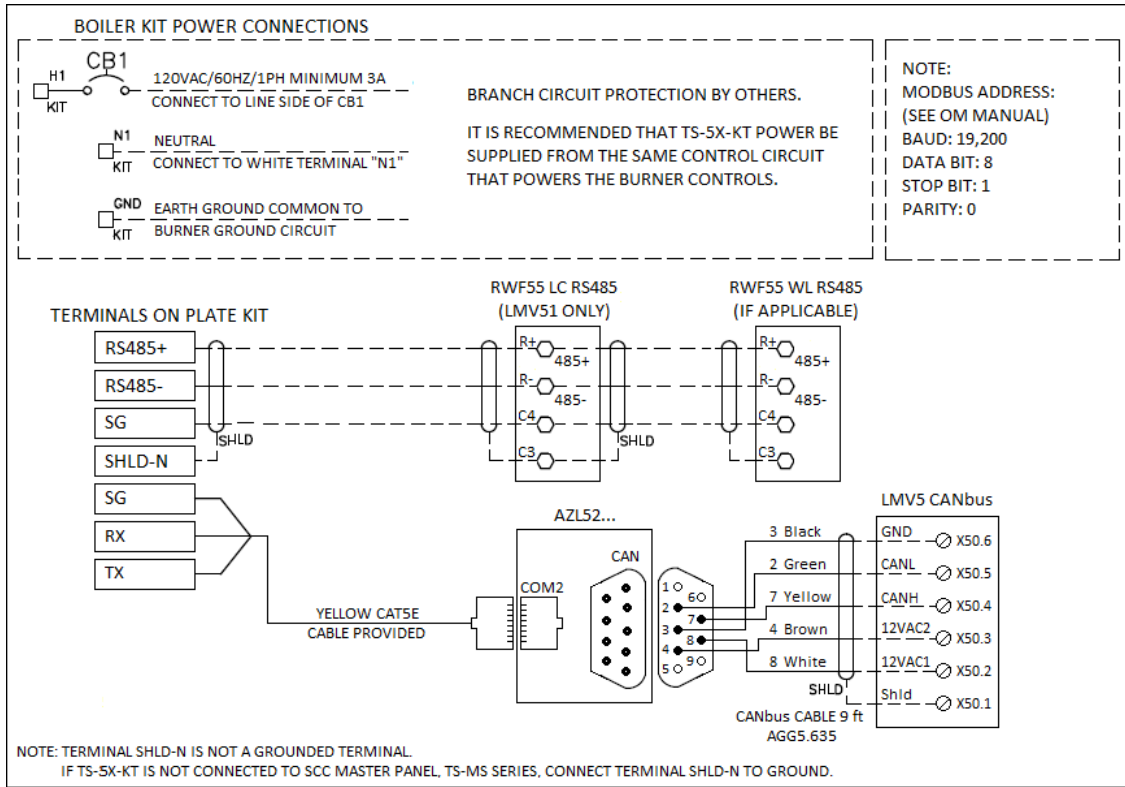 BOILER KIT POWER CONNECTIONS
CB1
H1
KIT
120VAC/60HZ/1PH MINIMUM 3A
CONNECT TO LINE SIDE OF CB1
N1
KIT
NEUTRAL
CONNECT TO WHITE TERMINAL "N1"
GND
KIT
EARTH GROUND COMMON TO
BURNER GROUND CIRCUIT
BRANCH CIRCUIT PROTECTION BY OTHERS.
IT IS RECOMMENDED THAT TS-5X-KT POWER BE
SUPPLIED FROM THE SAME CONTROL CIRCUIT
THAT POWERS THE BURNER CONTROLS.
NOTE:
MODBUS ADDRESS:
(SEE OM MANUAL)
BAUD: 19,200
DATA BIT: 8
STOP BIT: 1
PARITY: 0
TERMINALS ON PLATE KIT
RS485+
RS485-
SG
SHLD-N
SG
RX
TX
SHLD
RWF55 LC RS485
(LMV51 ONLY)
R+
485+
R-
485-
C4
C3
SHLD
RWF55 WL RS485
(IF APPLICABLE)
R+
485+
R-
485-
C4
C3
YELLOW CAT5E
CABLE PROVIDED
AZL52...
COM2
CAN
1
6
2
7
3
8
4
9
5
3 Black
2 Green
7 Yellow
4 Brown
8 White
SHLD
CANbus CABLE 9 ft
AGG5.635
LMV5 CANbus
GND X50.6
CANL X50.5
CANH X50.4
12VAC2 X50.3
12VAC1 X50.2
Shld X50.1
NOTE: TERMINAL SHLD-N IS NOT A GROUNDED TERMINAL.
IF TS-5X-KT IS NOT CONNECTED TO SCC MASTER PANEL, TS-MS SERIES, CONNECT TERMINAL SHLD-N TO GROUND.